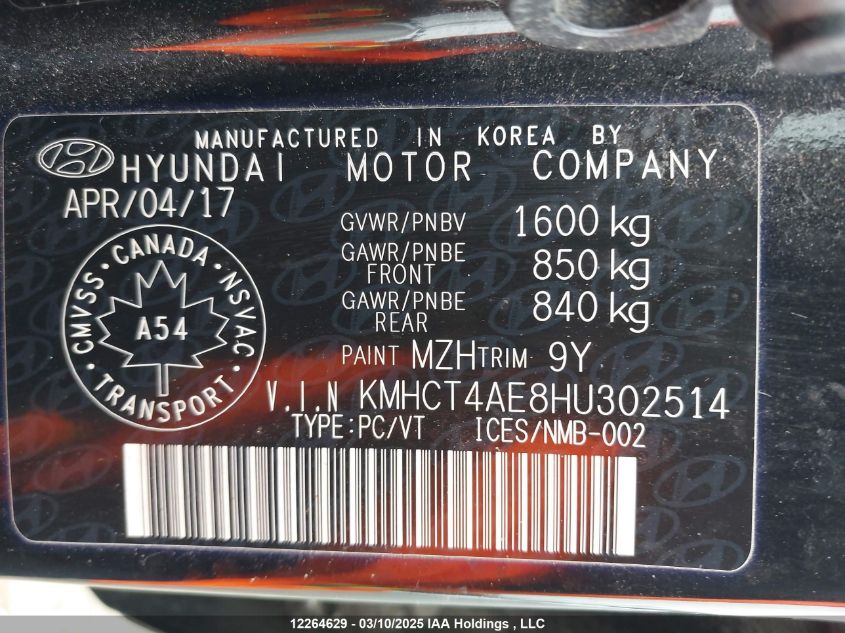 MANUFACTURED IN KOREA BY
HYUNDAI MOTOR COMPANY
APR/04/17
GVWR/PNBV 1600 kg
GAWR/PNBE FRONT 850 kg
GAWR/PNBE REAR 840 kg
CMVSS • CANADA • NSVAC • TRANSPORT •
A54
PAINT MZH TRIM 9Y
V.I.N KMHCT4AE8HU302514
TYPE:PC/VT ICES/NMB-002
12264629 - 03/10/2025 IAA Holdings , LLC